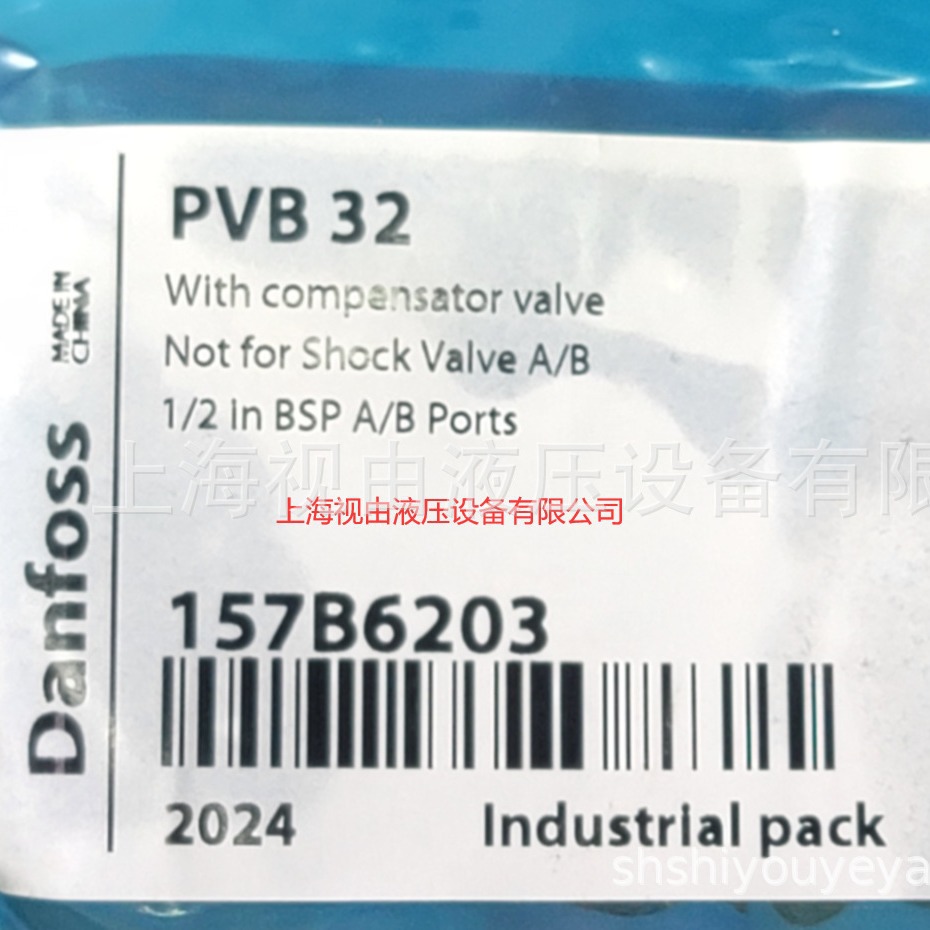 PVB 32
With compensator valve
Not for Shock Valve A/B
1/2 in BSP A/B Ports
上海视由液压设备有限
上海视由液压设备有限公司
157B6203
2024
Industrial pack
shshiyouyeya
MADE IN
CHINA
Danfoss